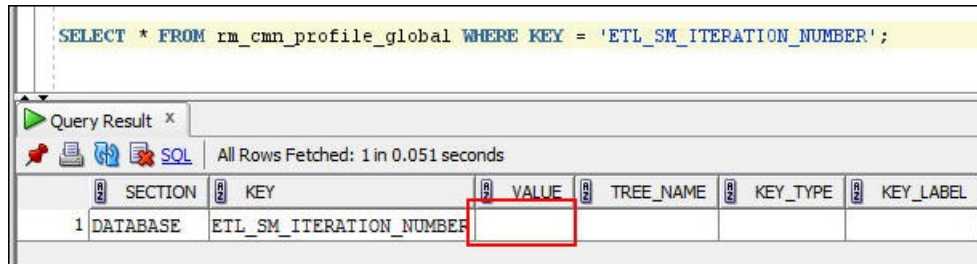 SELECT * FROM rm_cmn_profile_global WHERE KEY = 'ETL_SM_ITERATION_NUMBER';
Query Result x
SQL | All Rows Fetched: 1 in 0.051 seconds
SECTION KEY VALUE TREE_NAME KEY_TYPE KEY_LABEL
1 DATABASE ETL_SM_ITERATION_NUMBER